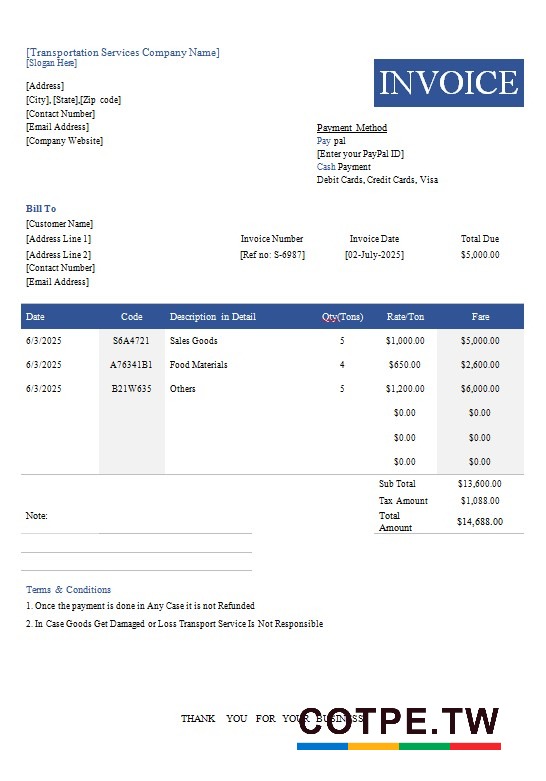 [Transportation Services Company Name]
[Slogan Here]
INVOICE
[Address]
[City], [State],[Zip code]
[Contact Number]
[Email Address]
[Company Website]
Payment Method
Pay pal
[Enter your PayPal ID]
Cash Payment
Debit Cards, Credit Cards, Visa
Bill To
[Customer Name]
[Address Line 1] Invoice Number Invoice Date Total Due
[Address Line 2] [Ref no: S-6987] [02-July-2025] $5,000.00
[Contact Number]
[Email Address]
Date Code Description in Detail Qty(Tons) Rate/Ton Fare
6/3/2025 S6A4721 Sales Goods 5 $1,000.00 $5,000.00
6/3/2025 A76341B1 Food Materials 4 $650.00 $2,600.00
6/3/2025 B21W635 Others 5 $1,200.00 $6,000.00
$0.00 $0.00
$0.00 $0.00
$0.00 $0.00
Sub Total $13,600.00
Tax Amount $1,088.00
Note:
Total Amount $14,688.00
Terms & Conditions
1. Once the payment is done in Any Case it is not Refunded
2. In Case Goods Get Damaged or Loss Transport Service Is Not Responsible
THANK YOU FOR YOUR BUSINESS
COTPE.TW